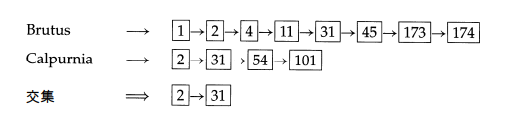 Brutus → 1 → 2 → 4 → 11 → 31 → 45 → 173 → 174
Calpurnia → 2 → 31 → 54 → 101
交集 ⇒ 2 → 31